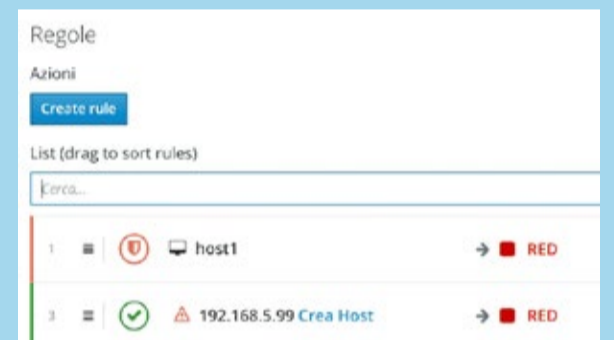 Regole
Azioni
Create rule
List (drag to sort rules)
Cerca...
1 host1 RED
3 192.168.5.99 Crea Host RED